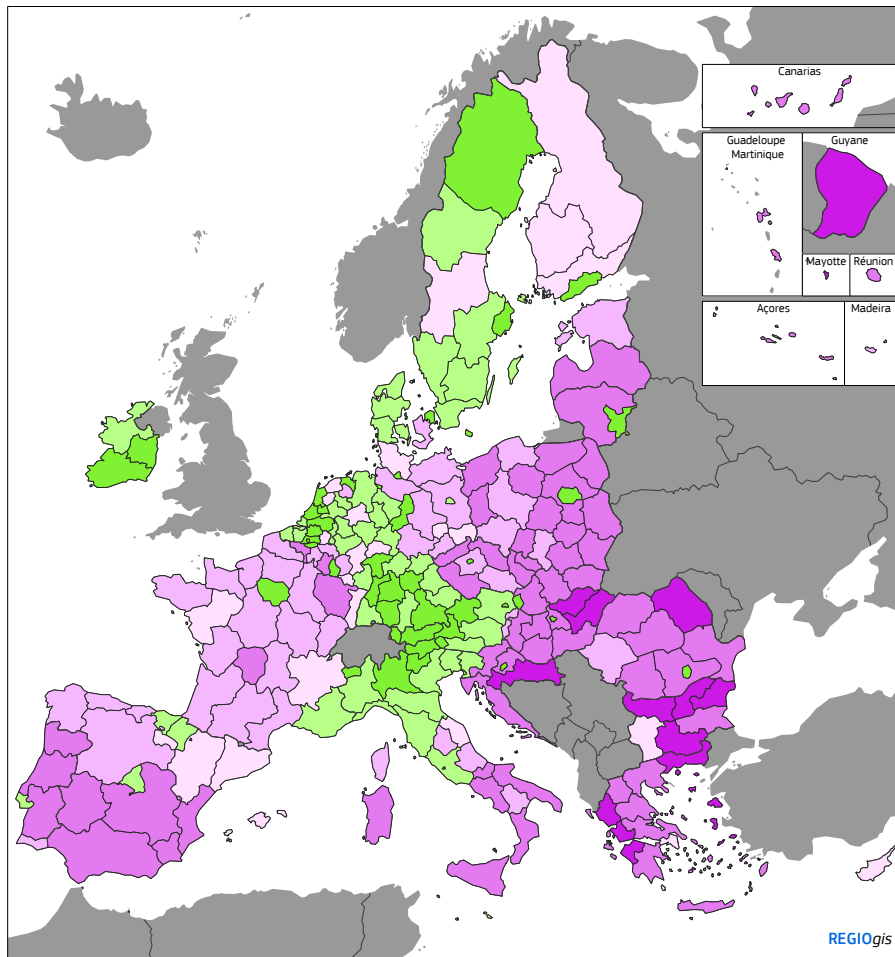 Canarias
Guadeloupe
Martinique
Guyane
Mayotte
Réunion
Açores
Madeira
REGIOgis